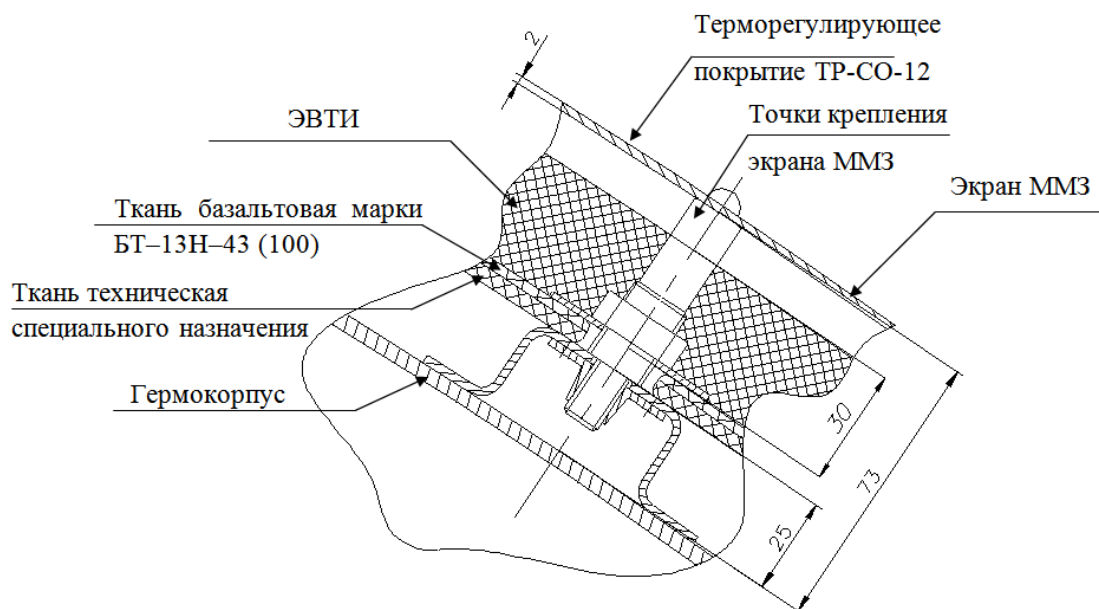 Терморегулирующее
покрытие ТР-СО-12
2
ЭВТИ
Точки крепления
экрана ММЗ
Экран ММЗ
Ткань базальтовая марки
БТ–13Н–43 (100)
Ткань техническая
специального назначения
Гермокорпус
30
73
25